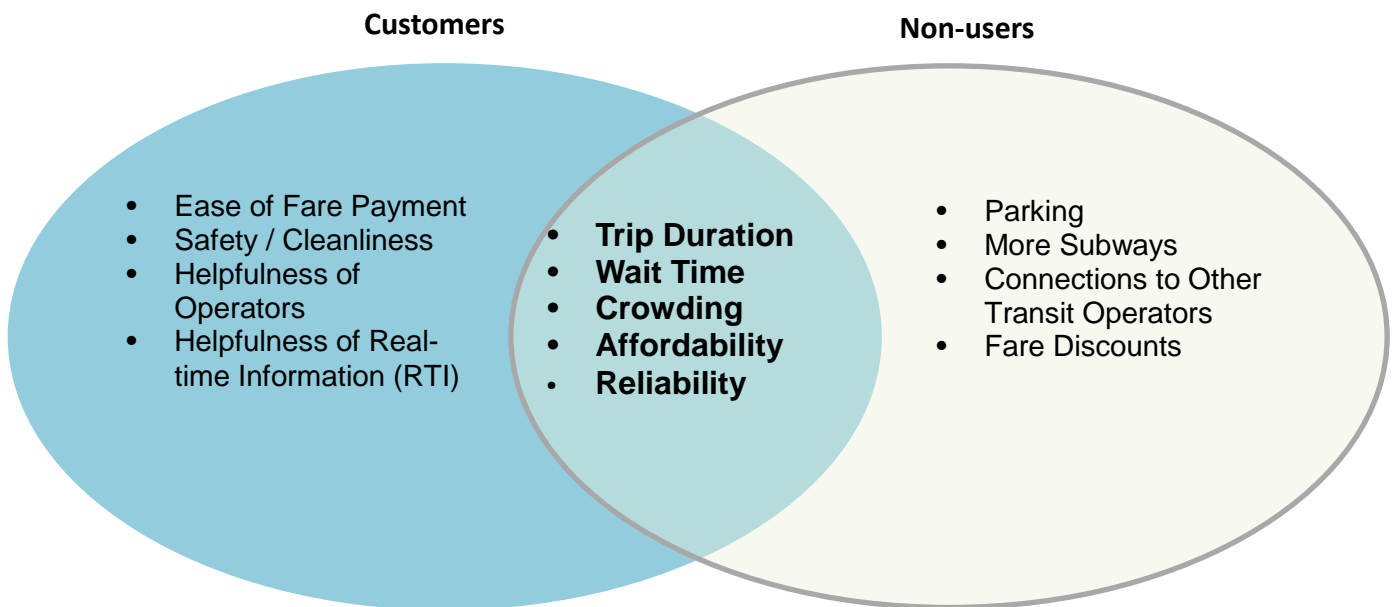 Customers
Non-users
• Ease of Fare Payment
• Safety / Cleanliness
• Helpfulness of
Operators
• Helpfulness of Real-
time Information (RTI)
• Trip Duration
• Wait Time
• Crowding
• Affordability
• Reliability
• Parking
• More Subways
• Connections to Other
Transit Operators
• Fare Discounts